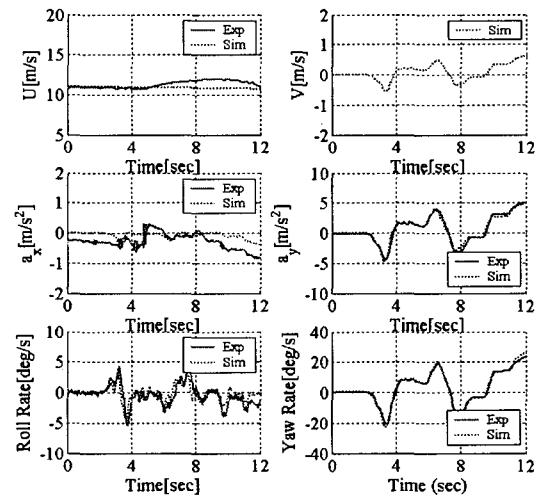 20
15
10
5
U[m/s]
Exp
Sim
0 4 8 12
Time[sec]
2
1
0
-1
-2
V[m/s]
Sim
0 4 8 12
Time[sec]
2
1
0
-1
-2
a_x[m/s²]
Exp
Sim
0 4 8 12
Time[sec]
10
5
0
-5
-10
a_y[m/s²]
Exp
Sim
0 4 8 12
Time[sec]
10
5
0
-5
-10
Roll Rate[deg/s]
Exp
Sim
0 4 8 12
Time[sec]
40
20
0
-20
-40
Yaw Rate[deg/s]
Exp
Sim
0 4 8 12
Time (sec)